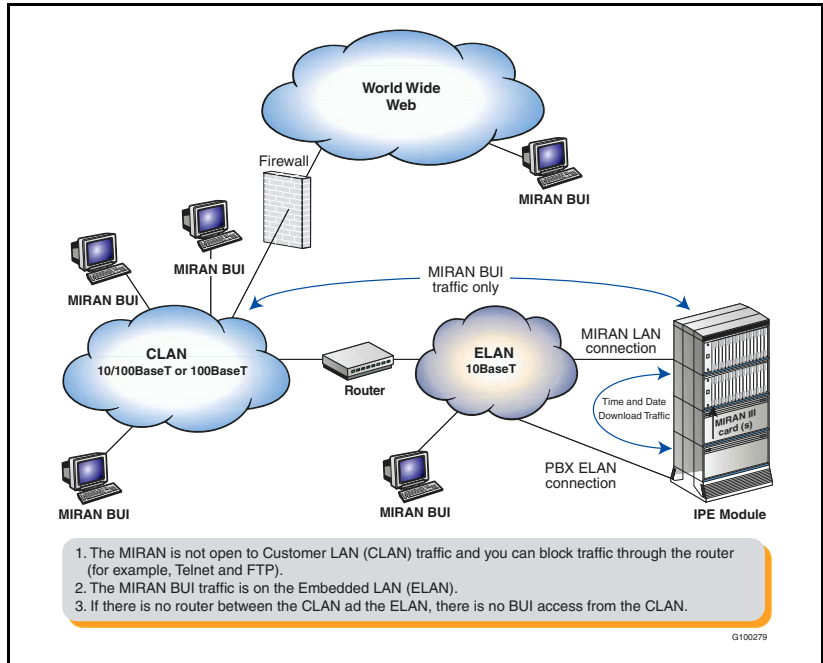 World Wide
Web
Firewall
MIRAN BUI
MIRAN BUI
MIRAN BUI
MIRAN BUI
traffic only
CLAN
10/100BaseT or 100BaseT
Router
ELAN
10BaseT
MIRAN LAN
connection
Time and Date
Download Traffic
MIRAN III
card (s)
PBX ELAN
connection
MIRAN BUI
MIRAN BUI
IPE Module
1. The MIRAN is not open to Customer LAN (CLAN) traffic and you can block traffic through the router
(for example, Telnet and FTP).
2. The MIRAN BUI traffic is on the Embedded LAN (ELAN).
3. If there is no router between the CLAN ad the ELAN, there is no BUI access from the CLAN.
G100279